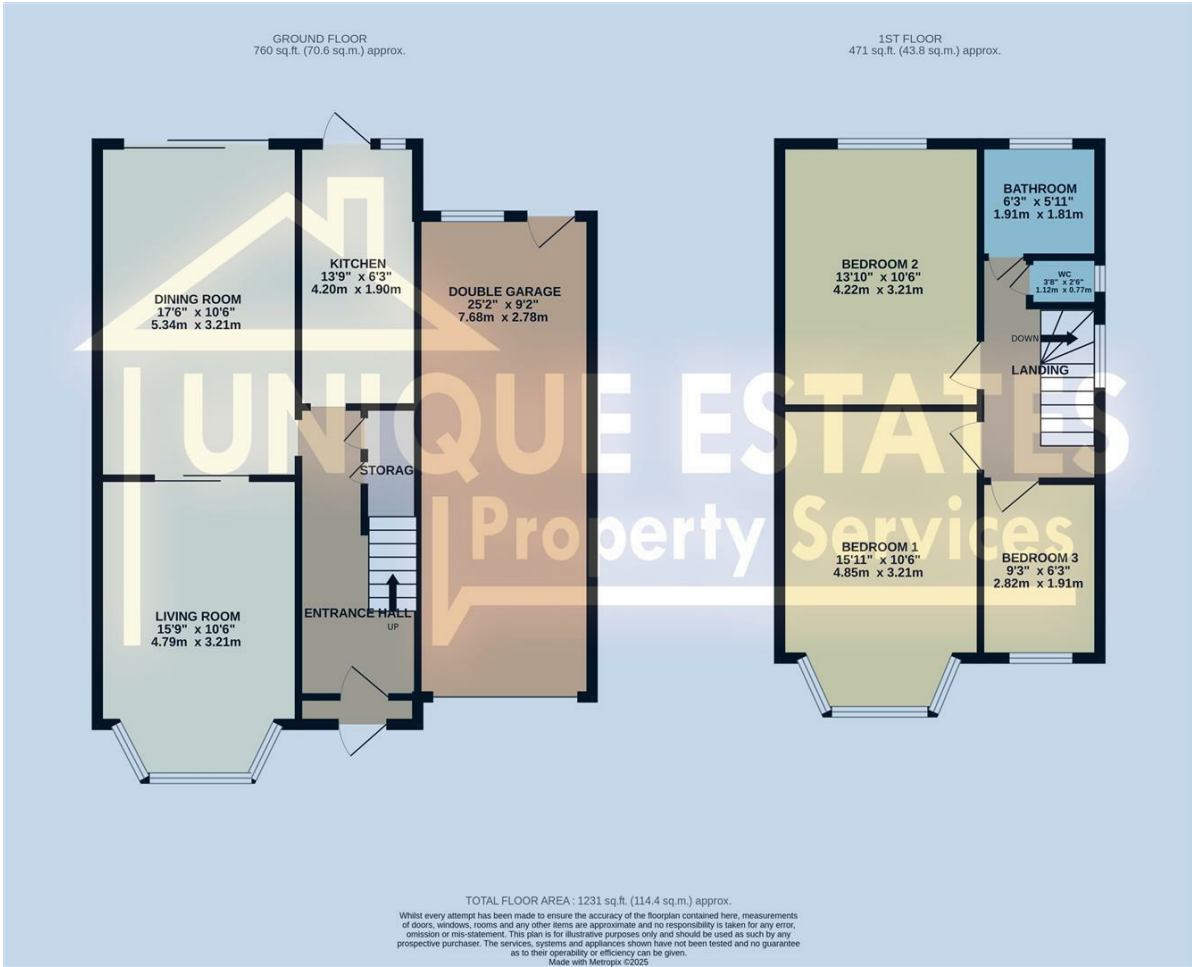 GROUND FLOOR
760 sq.ft. (70.6 sq.m.) approx.
1ST FLOOR
471 sq.ft. (43.8 sq.m.) approx.
DINING ROOM
17'6" x 10'6"
5.34m x 3.21m
KITCHEN
13'9" x 6'3"
4.20m x 1.90m
DOUBLE GARAGE
25'2" x 9'2"
7.68m x 2.78m
STORAG
LIVING ROOM
15'9" x 10'6"
4.79m x 3.21m
ENTRANCE HALL
UP
BEDROOM 2
13'10" x 10'6"
4.22m x 3.21m
BATHROOM
6'3" x 5'11"
1.91m x 1.81m
WC
3'8" x 2'6"
1.12m x 0.77m
DOWN
LANDING
BEDROOM 1
15'11" x 10'6"
4.85m x 3.21m
BEDROOM 3
9'3" x 6'3"
2.82m x 1.91m
UNIQUE ESTATES
Property Services
TOTAL FLOOR AREA : 1231 sq.ft. (114.4 sq.m.) approx.
Whilst every attempt has been made to ensure the accuracy of the floorplan contained here, measurements
of doors, windows, rooms and any other items are approximate and no responsibility is taken for any error,
omission or mis-statement. This plan is for illustrative purposes only and should be used as such by any
prospective purchaser. The services, systems and appliances shown have not been tested and no guarantee
as to their operability or efficiency can be given.
Made with Metropix ©2025